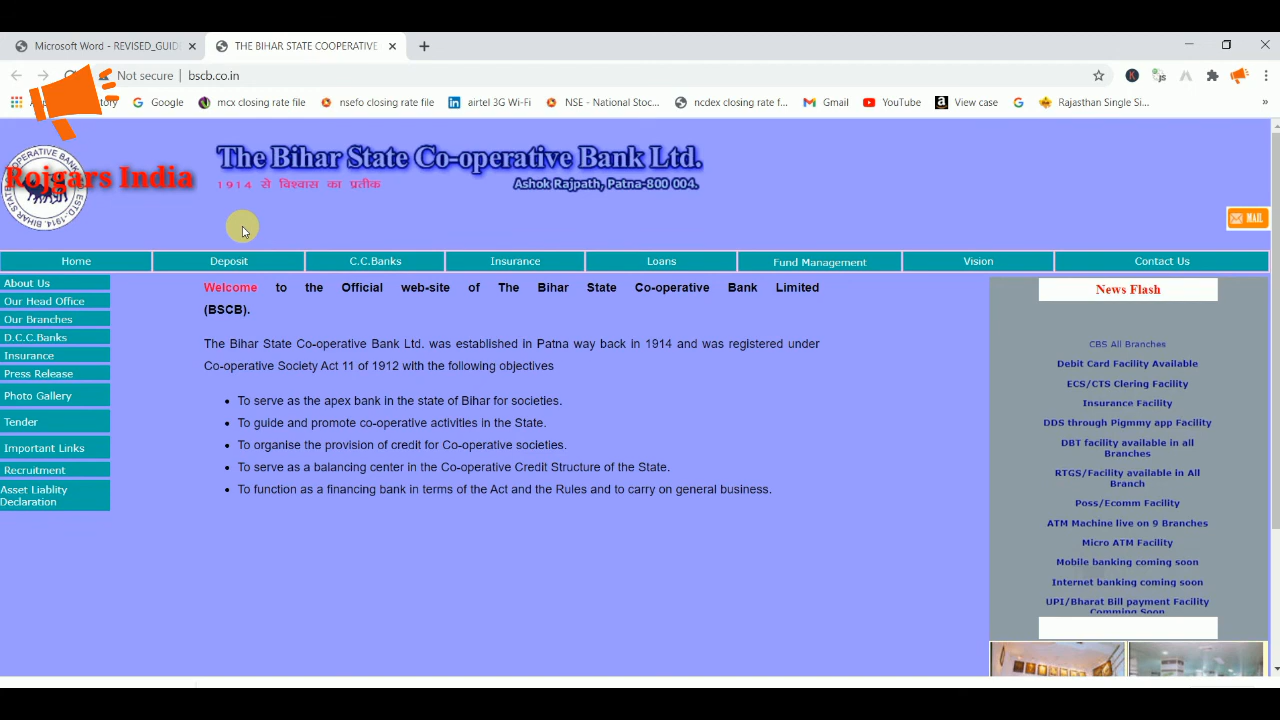 Microsoft Word - REVISED_GUID
THE BIHAR STATE COOPERATIVE
Not secure
bscb.co.in
Google
mcx closing rate file
nsefo closing rate file
airtel 3G Wi-Fi
NSE - National Stoc...
ncdex closing rate f...
Gmail
YouTube
View case
Rajasthan Single Si...
Rojgars India
The Bihar State Co-operative Bank Ltd.
1914 से विश्वास का प्रतीक
Ashok Rajpath, Patna-800 004.
MAIL
Home
Deposit
C.C.Banks
Insurance
Loans
Fund Management
Vision
Contact Us
About Us
Our Head Office
Our Branches
D.C.C.Banks
Insurance
Press Release
Photo Gallery
Tender
Important Links
Recruitment
Asset Liablity
Declaration
Welcome to the Official web-site of The Bihar State Co-operative Bank Limited
(BSCB).
The Bihar State Co-operative Bank Ltd. was established in Patna way back in 1914 and was registered under
Co-operative Society Act 11 of 1912 with the following objectives
To serve as the apex bank in the state of Bihar for societies.
To guide and promote co-operative activities in the State.
To organise the provision of credit for Co-operative societies.
To serve as a balancing center in the Co-operative Credit Structure of the State.
To function as a financing bank in terms of the Act and the Rules and to carry on general business.
News Flash
CBS All Branches
Debit Card Facility Available
ECS/CTS Clering Facility
Insurance Facility
DDS through Pigmmy app Facility
DBT facility available in all
Branches
RTGS/Facility available in All
Branch
Poss/Ecomm Facility
ATM Machine live on 9 Branches
Micro ATM Facility
Mobile banking coming soon
Internet banking coming soon
UPI/Bharat Bill payment Facility
Comming Soon